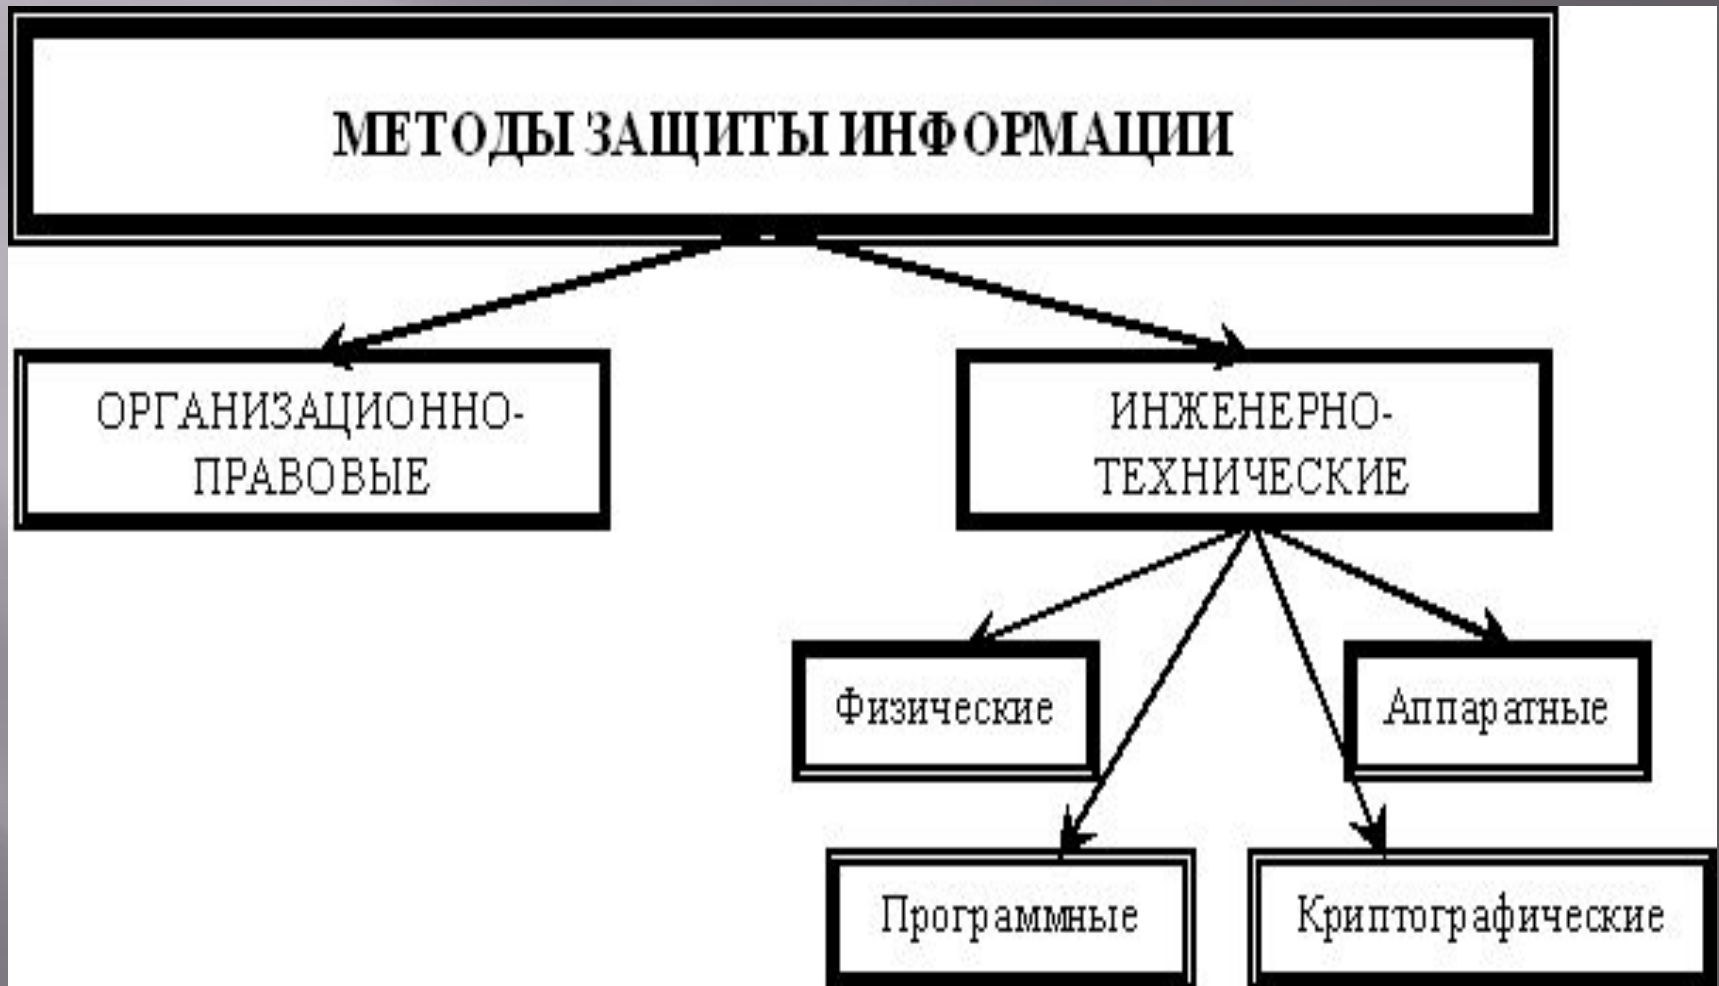 МЕТОДЫ ЗАЩИТЫ ИНФОРМАЦИИ
ОРГАНИЗАЦИОННО-
ПРАВОВЫЕ
ИНЖЕНЕРНО-
ТЕХНИЧЕСКИЕ
Физические
Аппаратные
Программные
Криптографические